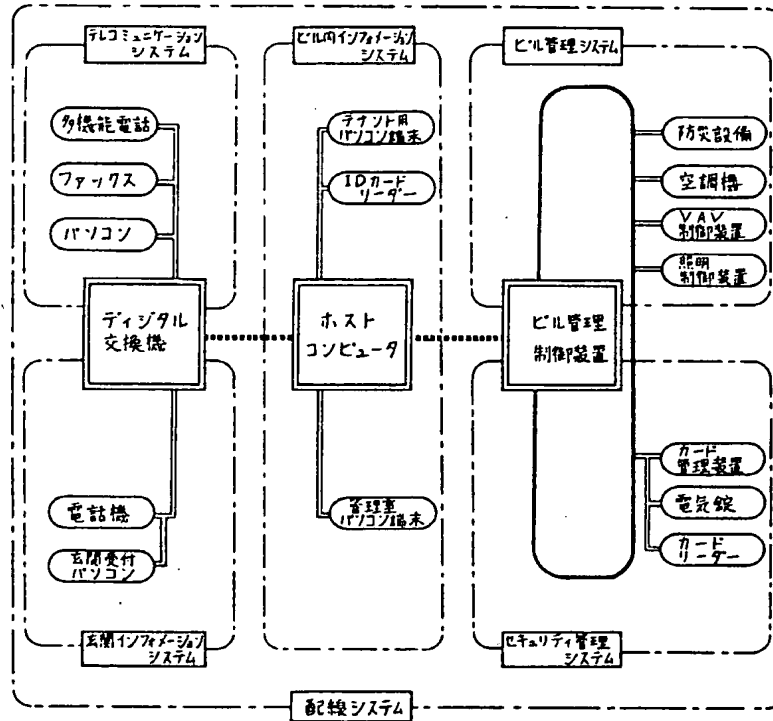 テレコミュニケーション
システム
ビル内インフォメーション
システム
ビル管理システム
多機能電話
ファックス
パソコン
テナント用
パソコン端末
IDカード
リーダー
防災設備
空調機
VAV
制御装置
照明
制御装置
ディジタル
交換機
ホスト
コンピュータ
ビル管理
制御装置
電話機
玄関受付
パソコン
管理室
パソコン端末
カード
管理装置
電気錠
カード
リーダー
玄関インフォメーション
システム
セキュリティ管理
システム
配線システム